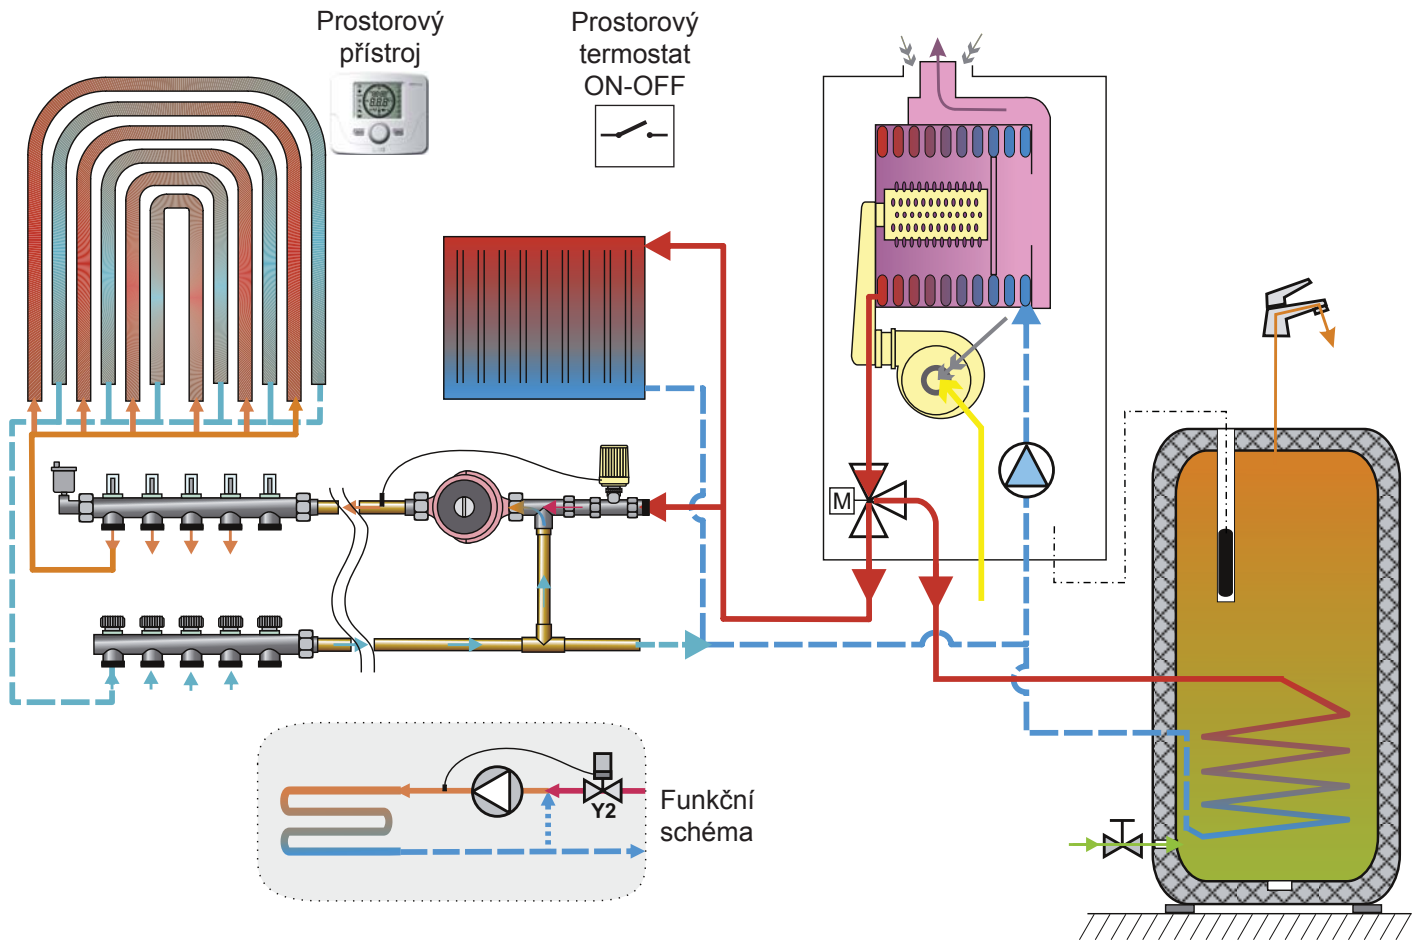 Prostorový
přístroj
Prostorový
termostat
ON-OFF
M
Y2
Funkční
schéma